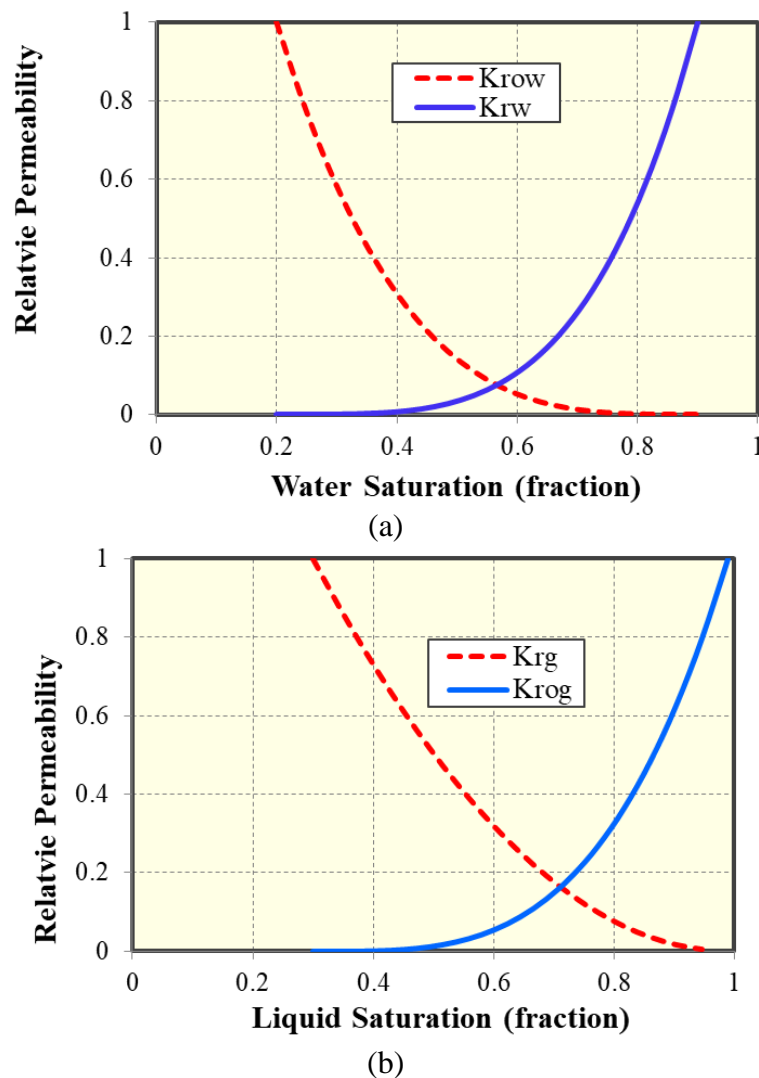 1
0.8
0.6
0.4
0.2
0
Relatvie Permeability
Krow
Krw
0 0.2 0.4 0.6 0.8 1
Water Saturation (fraction)
(a)
1
0.8
0.6
0.4
0.2
0
Relatvie Permeability
Krg
Krog
0 0.2 0.4 0.6 0.8 1
Liquid Saturation (fraction)
(b)